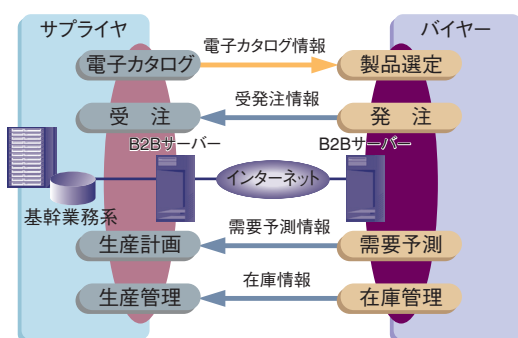 サプライヤ
バイヤー
電子カタログ
電子カタログ情報
製品選定
受 注
受発注情報
発 注
B2Bサーバー
B2Bサーバー
インターネット
基幹業務系
生産計画
需要予測情報
需要予測
生産管理
在庫情報
在庫管理